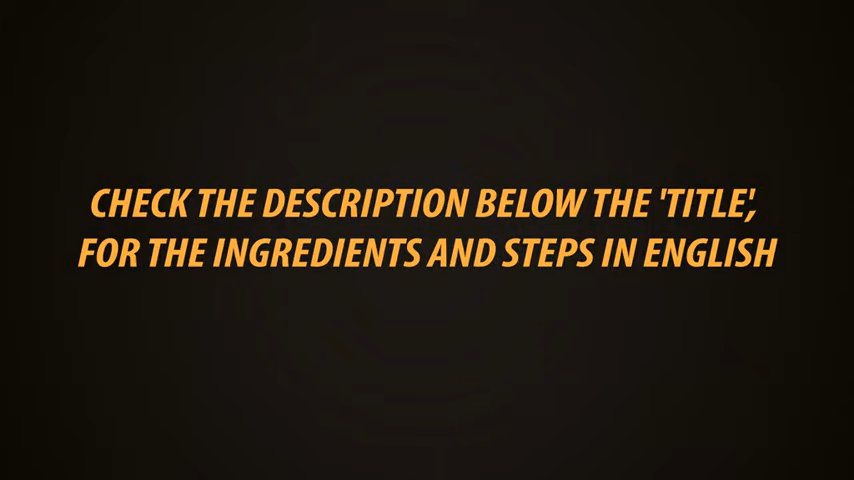 CHECK THE DESCRIPTION BELOW THE 'TITLE',
FOR THE INGREDIENTS AND STEPS IN ENGLISH